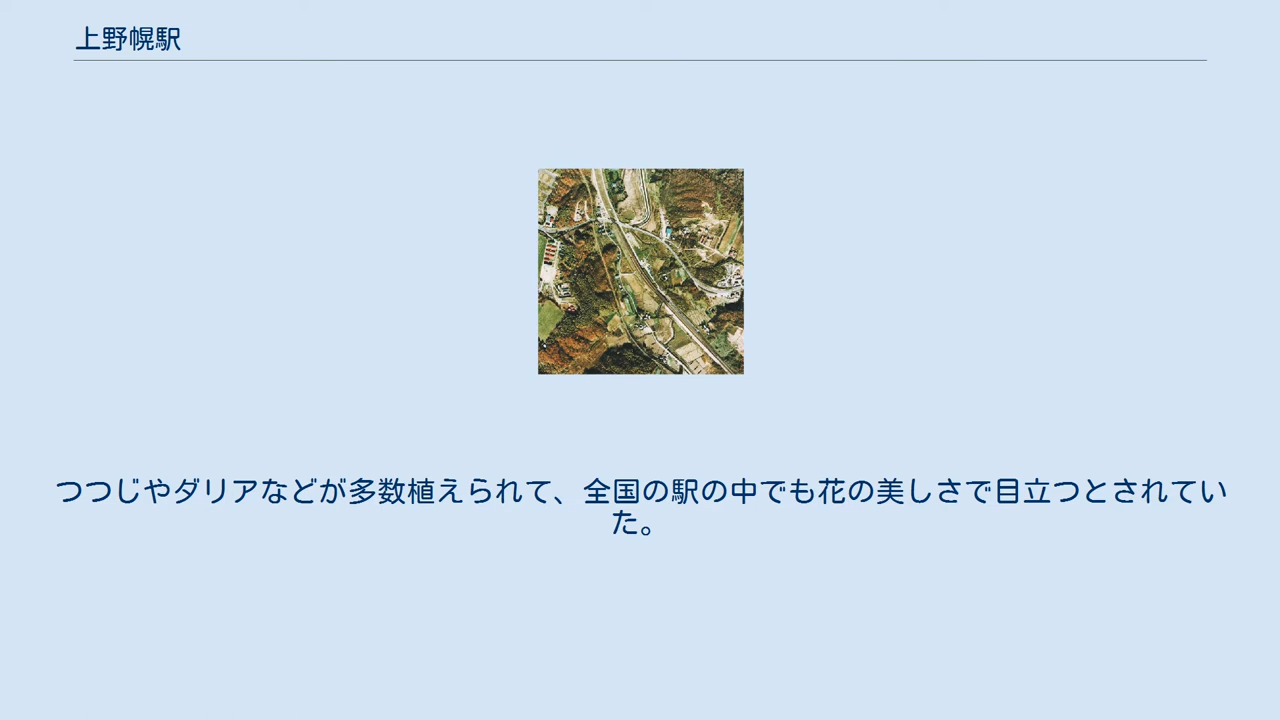 上野幌駅
つつじやダリアなどが多数植えられて、全国の駅の中でも花の美しさで目立つとされてい
た。